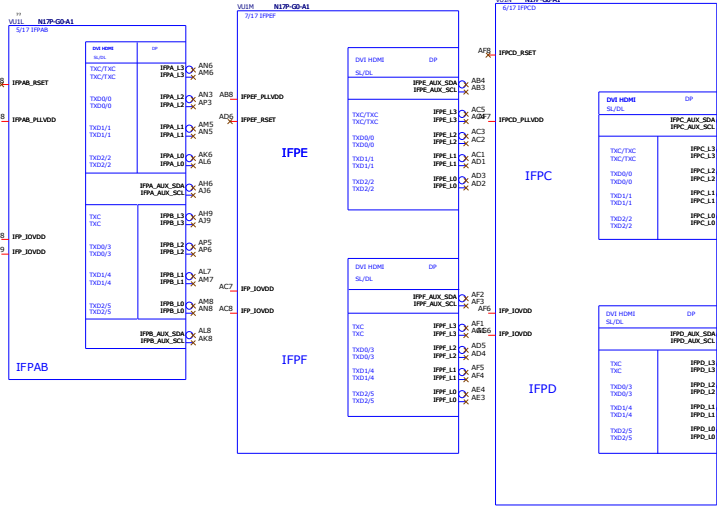 ??
VU1L N17P-G0-A1
5/17 IFPAB
DVI HDMI DP
SL/DL
TXC/TXC IFPA_L3 AN6
TXC/TXC IFPA_L3 AM6
IFPAB_RSET
TXD0/0 IFPA_L2 AN3
TXD0/0 IFPA_L2 AP3
8 IFPAB_PLLVDD
TXD1/1 IFPA_L1 AM5
TXD1/1 IFPA_L1 AN5
TXD2/2 IFPA_L0 AK6
TXD2/2 IFPA_L0 AL6
IFPA_AUX_SDA AH6
IFPA_AUX_SCL AJ6
TXC IFPB_L3 AH9
TXC IFPB_L3 AJ9
8 IFP_IOVDD
TXD0/3 IFPB_L2 AP5
TXD0/3 IFPB_L2 AP6
9 IFP_IOVDD
TXD1/4 IFPB_L1 AL7
TXD1/4 IFPB_L1 AM7
TXD2/5 IFPB_L0 AM8
TXD2/5 IFPB_L0 AN8
IFPB_AUX_SDA AL8
IFPB_AUX_SCL AK8
IFPAB
VU1M N17P-G0-A1
7/17 IFPEF
DVI HDMI DP
SL/DL
IFPE_AUX_SDA AB4
IFPE_AUX_SCL AB3
AB8 IFPEF_PLLVDD
AD6 IFPEF_RSET
TXC/TXC IFPE_L3 AC5
TXC/TXC IFPE_L3
TXD0/0 IFPE_L2 AC3
TXD0/0 IFPE_L2 AC2
TXD1/1 IFPE_L1 AC1
TXD1/1 IFPE_L1 AD1
TXD2/2 IFPE_L0 AD3
TXD2/2 IFPE_L0 AD2
IFPE
DVI HDMI DP
SL/DL
AC7 IFP_IOVDD
IFPF_AUX_SDA AF2
IFPF_AUX_SCL AF3
AC8 IFP_IOVDD
TXC IFPF_L3 AF1
TXC IFPF_L3
TXD0/3 IFPF_L2 AD5
TXD0/3 IFPF_L2 AD4
TXD1/4 IFPF_L1 AF5
TXD1/4 IFPF_L1 AF4
TXD2/5 IFPF_L0 AE4
TXD2/5 IFPF_L0 AE3
IFPF
6/17 IFPCD
AF8 IFPCD_RSET
DVI HDMI DP
SL/DL
IFPCD_PLLVDD
IFPC_AUX_SDA
IFPC_AUX_SCL
TXC/TXC IFPC_L3
TXC/TXC IFPC_L3
TXD0/0 IFPC_L2
TXD0/0 IFPC_L2
TXD1/1 IFPC_L1
TXD1/1 IFPC_L1
TXD2/2 IFPC_L0
TXD2/2 IFPC_L0
IFPC
AF6 IFP_IOVDD
DVI HDMI DP
SL/DL
IFP_IOVDD
IFPD_AUX_SDA
IFPD_AUX_SCL
TXC IFPD_L3
TXC IFPD_L3
TXD0/3 IFPD_L2
TXD0/3 IFPD_L2
TXD1/4 IFPD_L1
TXD1/4 IFPD_L1
TXD2/5 IFPD_L0
TXD2/5 IFPD_L0
IFPD